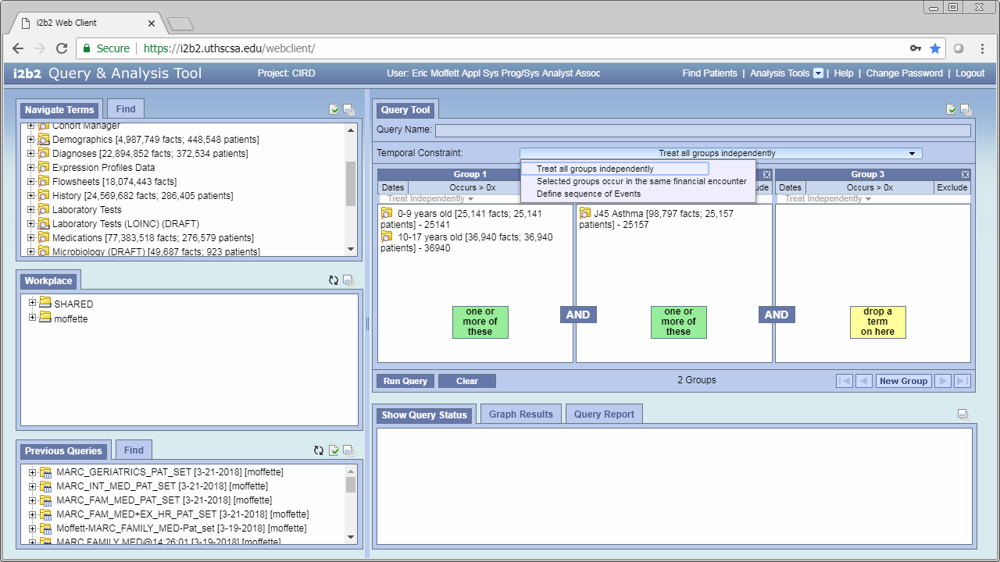 i2b2 Web Client
Secure https://i2b2.uthscsa.edu/webclient/
i2b2 Query & Analysis Tool
Project: CIRD
User: Eric Moffett Appl Sys Prog/Sys Analyst Assoc
Find Patients | Analysis Tools | Help | Change Password | Logout
Navigate Terms
Find
Cohort Manager
Demographics [4,987,749 facts; 448,548 patients]
Diagnoses [22,894,852 facts; 372,534 patients]
Expression Profiles Data
Flowsheets [18,074,443 facts]
History [24,569,682 facts; 286,405 patients]
Laboratory Tests
Laboratory Tests (LOINC) (DRAFT)
Medications [77,383,518 facts; 276,579 patients]
Microbiology (DRAFT) [49,687 facts; 923 patients]
Workplace
SHARED
moffette
Previous Queries
Find
MARC_GERIATRICS_PAT_SET [3-21-2018] [moffette]
MARC_INT_MED_PAT_SET [3-21-2018] [moffette]
MARC_FAM_MED_PAT_SET [3-21-2018] [moffette]
MARC_FAM_MED+EX_HR_PAT_SET [3-21-2018] [moffette]
Moffett-MARC_FAMILY_MED-Pat_set [3-19-2018] [moffette]
MARC FAMILY MED@14:26:01 [3-19-2018] [moffette]
Query Tool
Query Name:
Temporal Constraint:
Treat all groups independently
Treat all groups independently
Selected groups occur in the same financial encounter
Define sequence of Events
Group 1
Dates
Occurs > 0x
Treat Independently
0-9 years old [25,141 facts; 25,141
patients] - 25141
10-17 years old [36,940 facts; 36,940
patients] - 36940
one or
more of
these
AND
J45 Asthma [98,797 facts; 25,157
patients] - 25157
one or
more of
these
AND
Group 3
Dates
Occurs > 0x
Exclude
Treat Independently
drop a
term
on here
Run Query
Clear
2 Groups
New Group
Show Query Status
Graph Results
Query Report